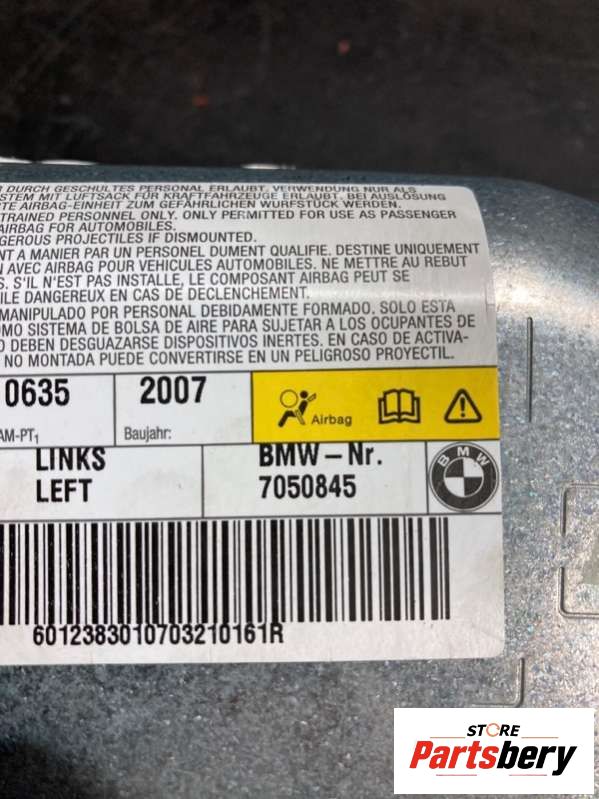 R DURCH GESCHULTES PERSONAL ERLAUBT. VERWENDUNG NUR ALS
SYSTEM MIT LUFTSACK FÜR KRAFTFAHRZEUGE ERLAUBT. BEI AUSLÖSUNG
RTE AIRBAG-EINHEIT ZUM GEFÄHRLICHEN WURFSTÜCK WERDEN.
TRAINED PERSONNEL ONLY. ONLY PERMITTED FOR USE AS PASSENGER
AIRBAG FOR AUTOMOBILES.
GEROUS PROJECTILES IF DISMOUNTED.
NT A MANIER PAR UN PERSONEL DUMENT QUALIFIE. DESTINE UNIQUEMENT
N AVEC AIRBAG POUR VEHICULES AUTOMOBILES. NE METTRE AU REBUT
S. S'IL N'EST PAS INSTALLE, LE COMPOSANT AIRBAG PEUT SE
ILE DANGEREUX EN CAS DE DECLENCHEMENT.
MANIPULADO POR PERSONAL DEBIDAMENTE FORMADO. SOLO ESTA
OMO SISTEMA DE BOLSA DE AIRE PARA SUJETAR A LOS OCUPANTES DE
O DEBEN DESGUAZARSE DISPOSITIVOS INERTES. EN CASO DE ACTIVA-
NO MONTADA PUEDE CONVERTIRSE EN UN PELIGROSO PROYECTIL.
0635 2007
AM-PT1 Baujahr: Airbag
LINKS BMW-Nr.
LEFT 7050845
BMW
6012383010703210161R
STORE
Partsbery